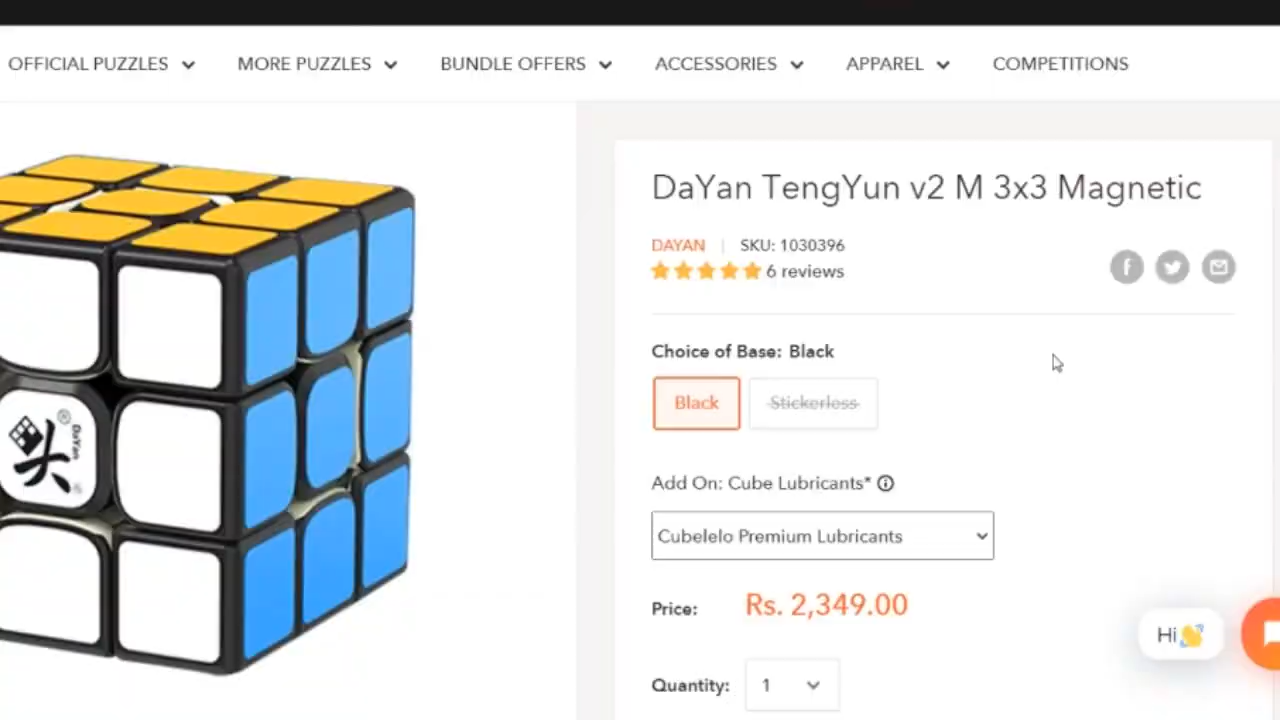 OFFICIAL PUZZLES MORE PUZZLES BUNDLE OFFERS ACCESSORIES APPAREL COMPETITIONS
DaYan TengYun v2 M 3x3 Magnetic
DAYAN | SKU: 1030396
6 reviews
Choice of Base: Black
Black Stickerless
Add On: Cube Lubricants*
Cubelelo Premium Lubricants
Price: Rs. 2,349.00
Hi👋
Quantity: 1
DaYan